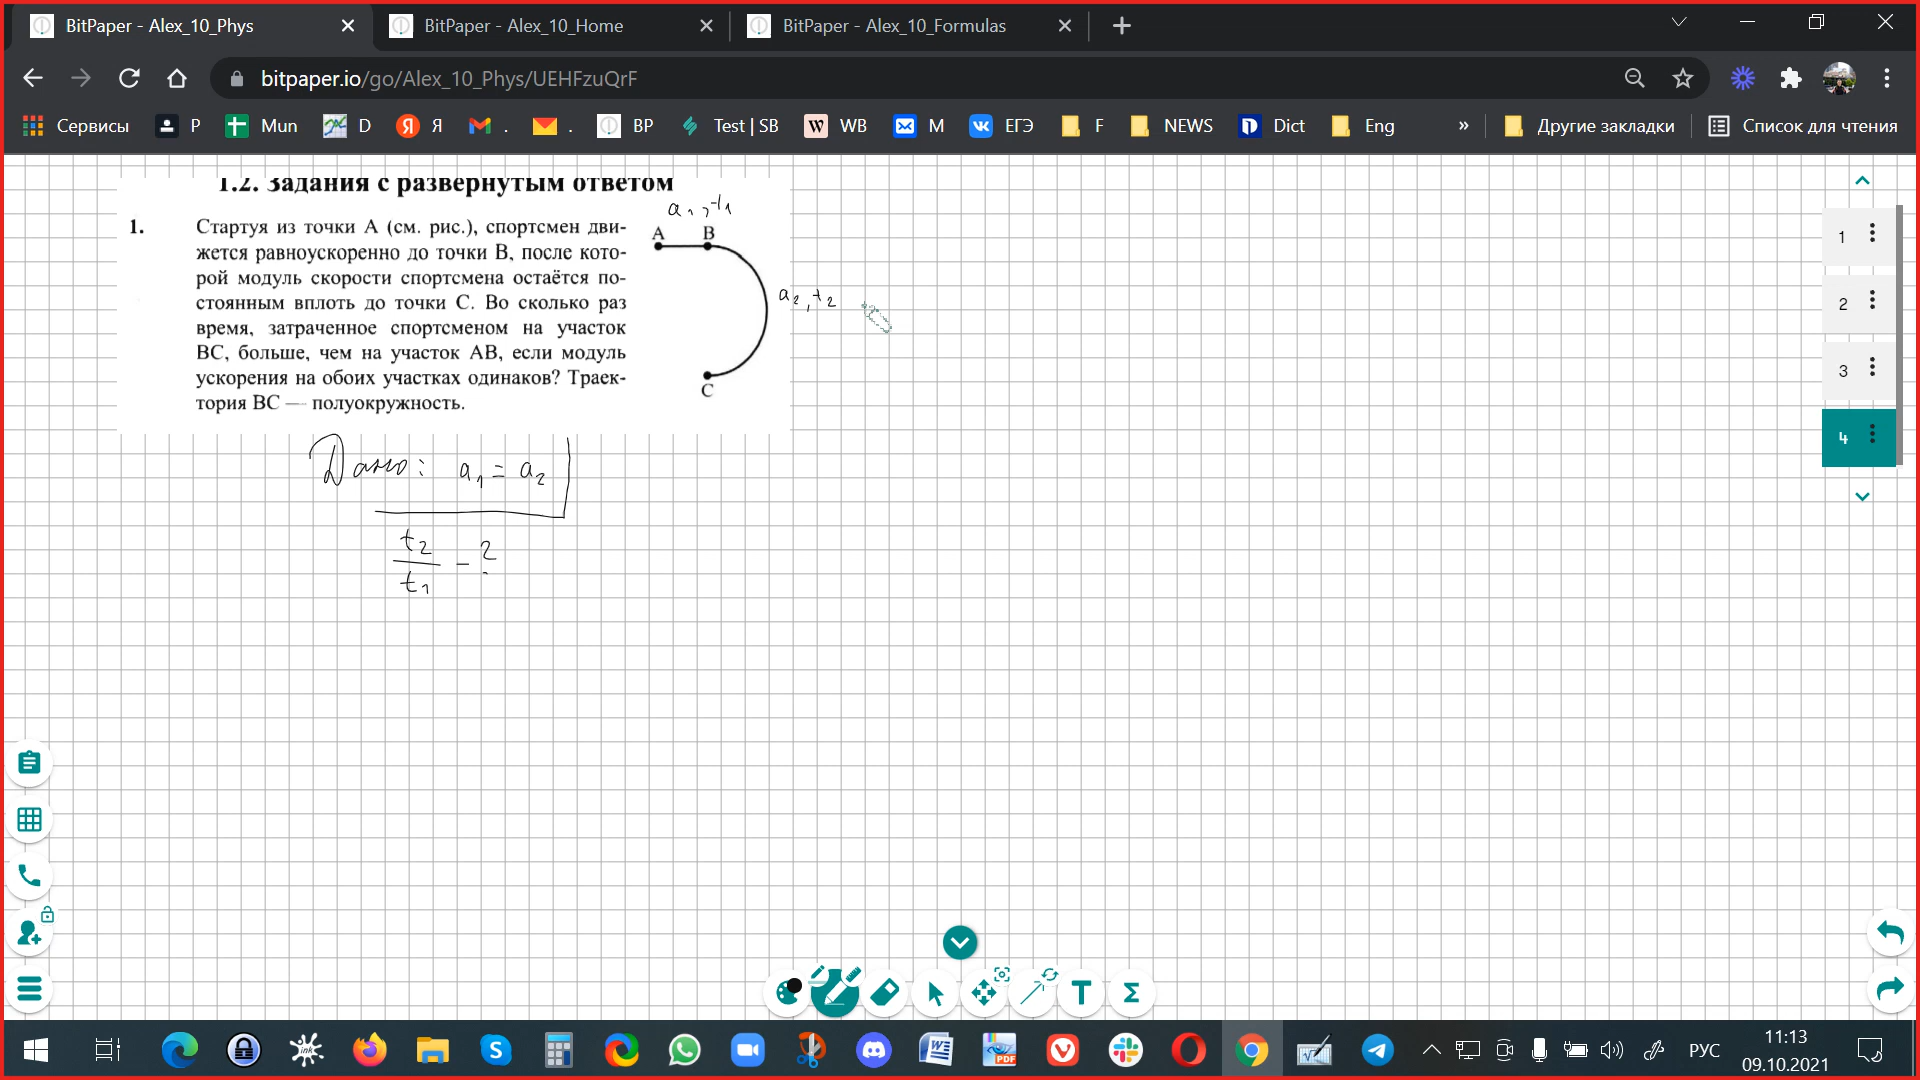 BitPaper - Alex_10_Phys
BitPaper - Alex_10_Home
BitPaper - Alex_10_Formulas
bitpaper.io/go/Alex_10_Phys/UEHFzuQrF
Сервисы
P
Mun
D
Я
.
.
BP
Test | SB
WB
M
ЕГЭ
F
NEWS
Dict
Eng
»
Другие закладки
Список для чтения
1.2. Задания с развернутым ответом
1. Стартуя из точки А (см. рис.), спортсмен дви-
жется равноускоренно до точки В, после кото-
рой модуль скорости спортсмена остаётся по-
стоянным вплоть до точки С. Во сколько раз
время, затраченное спортсменом на участок
ВС, больше, чем на участок АВ, если модуль
ускорения на обоих участках одинаков? Траек-
тория ВС — полуокружность.
a₁, t₁
A B
a₂, t₂
C
Дано: a₁ = a₂
t₂
t₁ - ?
1
2
3
4
T
Σ
РУС
11:13
09.10.2021